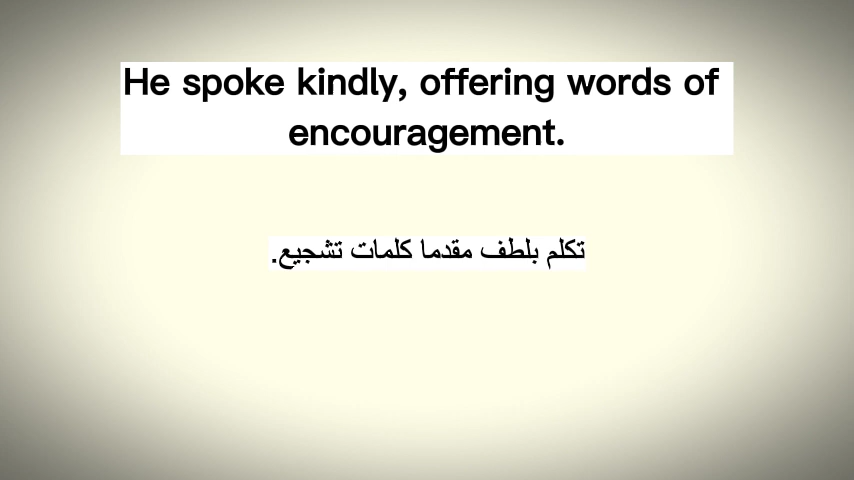 He spoke kindly, offering words of
encouragement.
تكلم بلطف مقدما كلمات تشجيع.